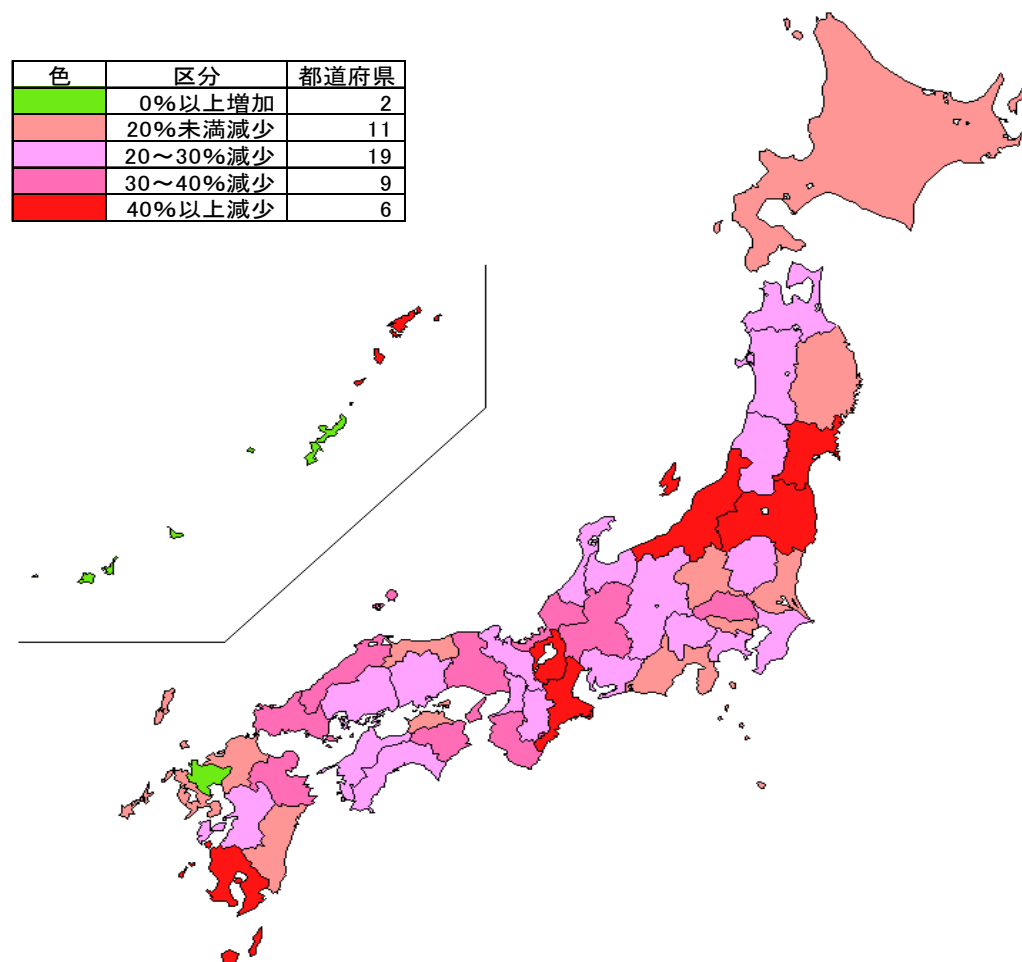 色 区分 都道府県
0%以上増加 2
20%未満減少 11
20～30%減少 19
30～40%減少 9
40%以上減少 6